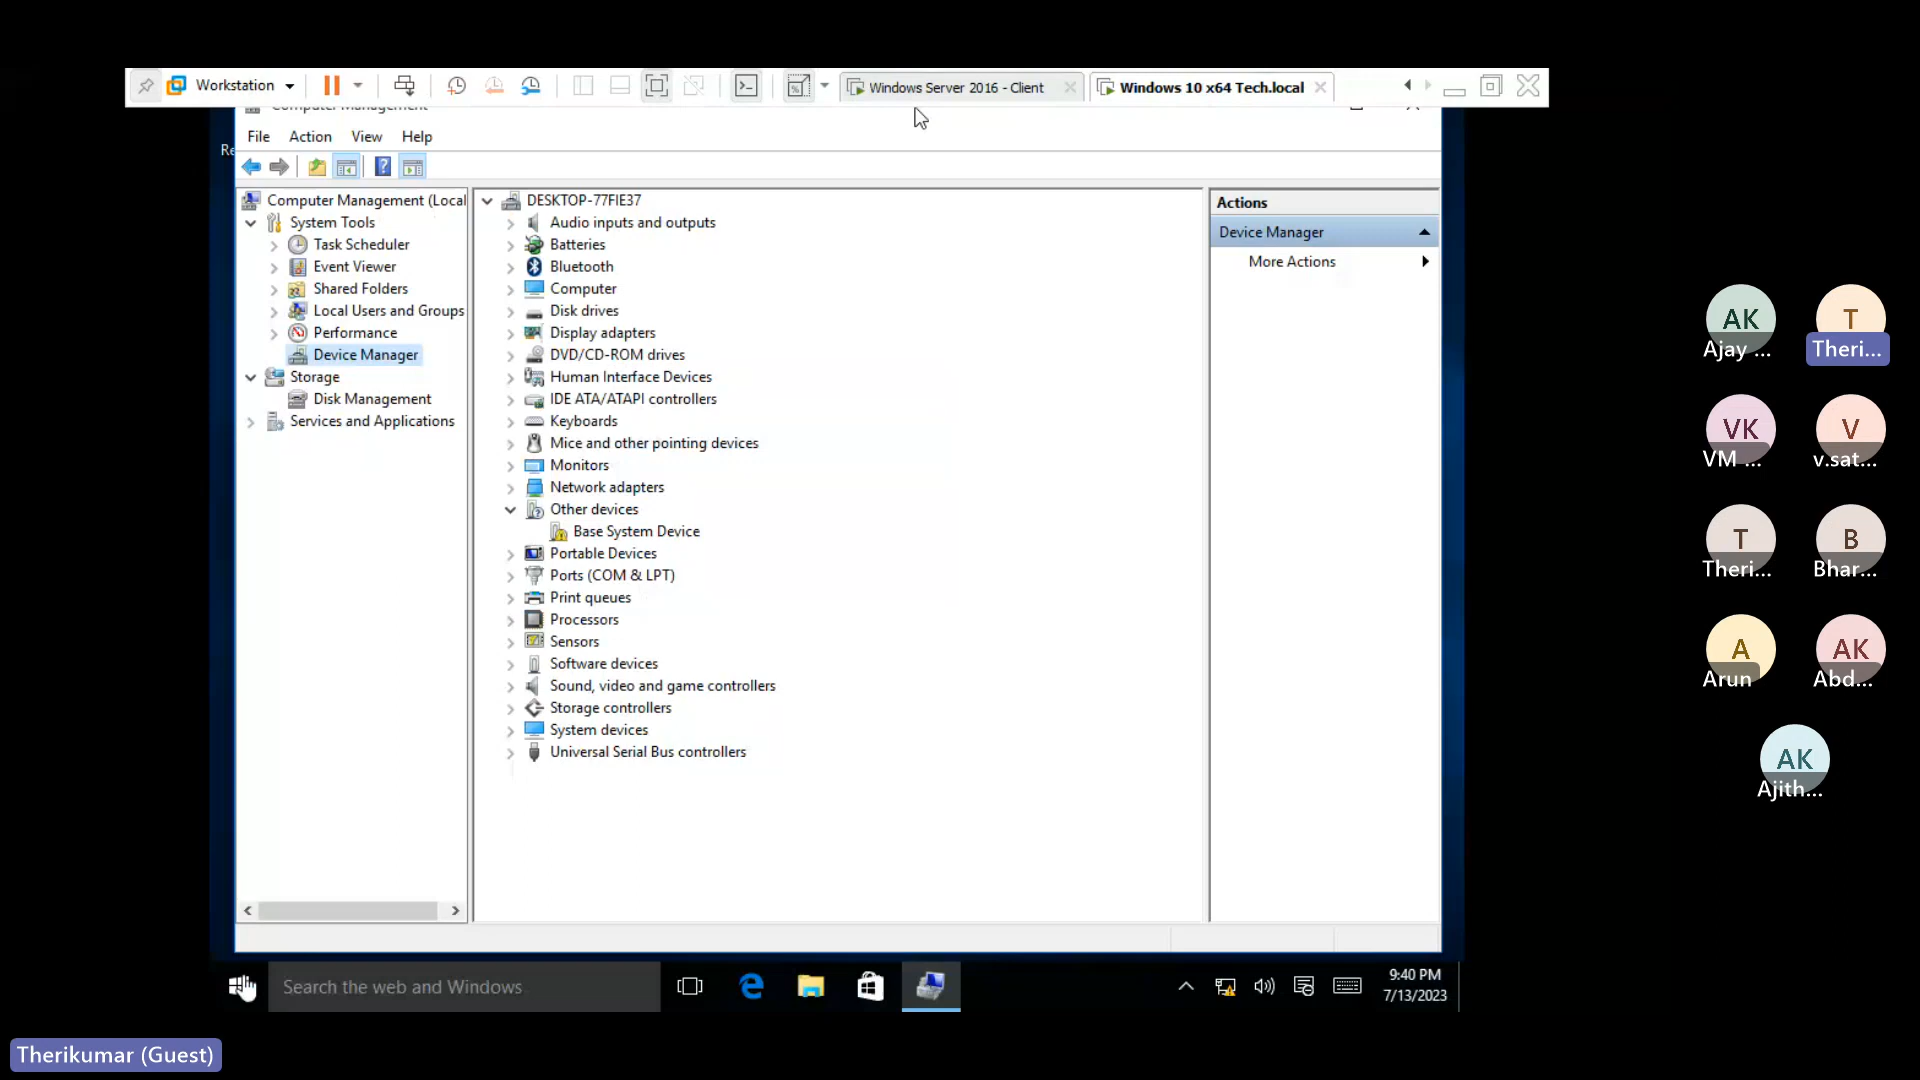 Workstation
Windows Server 2016 - Client
Windows 10 x64 Tech.local
Computer Management
File Action View Help
Re
Computer Management (Local
System Tools
Task Scheduler
Event Viewer
Shared Folders
Local Users and Groups
Performance
Device Manager
Storage
Disk Management
Services and Applications
DESKTOP-77FIE37
Audio inputs and outputs
Batteries
Bluetooth
Computer
Disk drives
Display adapters
DVD/CD-ROM drives
Human Interface Devices
IDE ATA/ATAPI controllers
Keyboards
Mice and other pointing devices
Monitors
Network adapters
Other devices
Base System Device
Portable Devices
Ports (COM & LPT)
Print queues
Processors
Sensors
Software devices
Sound, video and game controllers
Storage controllers
System devices
Universal Serial Bus controllers
Actions
Device Manager
More Actions
Search the web and Windows
9:40 PM
7/13/2023
AK
Ajay ...
T
Theri...
VK
VM ...
V
v.sat...
T
Theri...
B
Bhar...
A
Arun
AK
Abd...
AK
Ajith...
Therikumar (Guest)